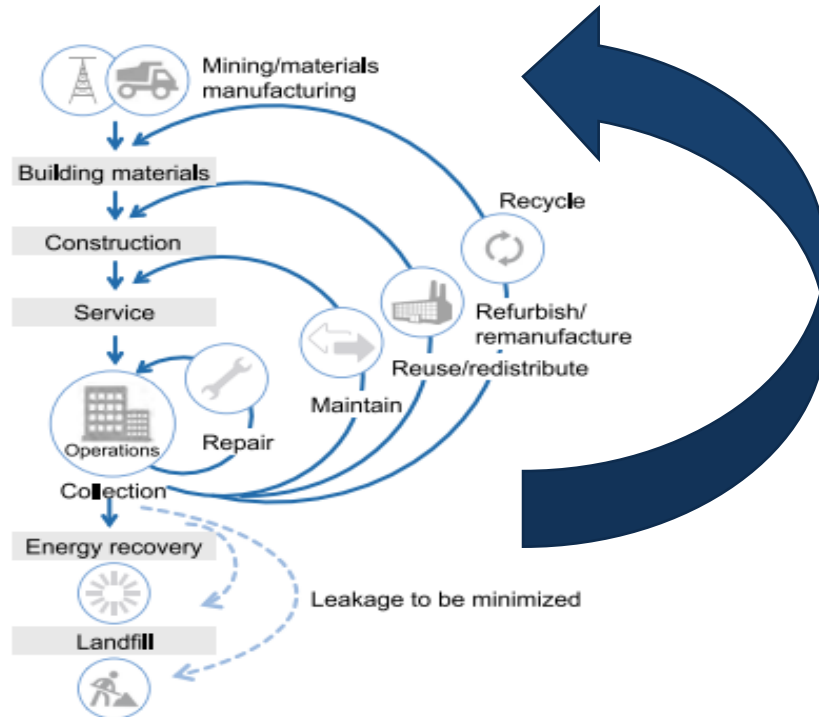 Mining/materials
manufacturing
Building materials
Recycle
Construction
Service
Refurbish/
remanufacture
Reuse/redistribute
Maintain
Repair
Operations
Collection
Energy recovery
Leakage to be minimized
Landfill